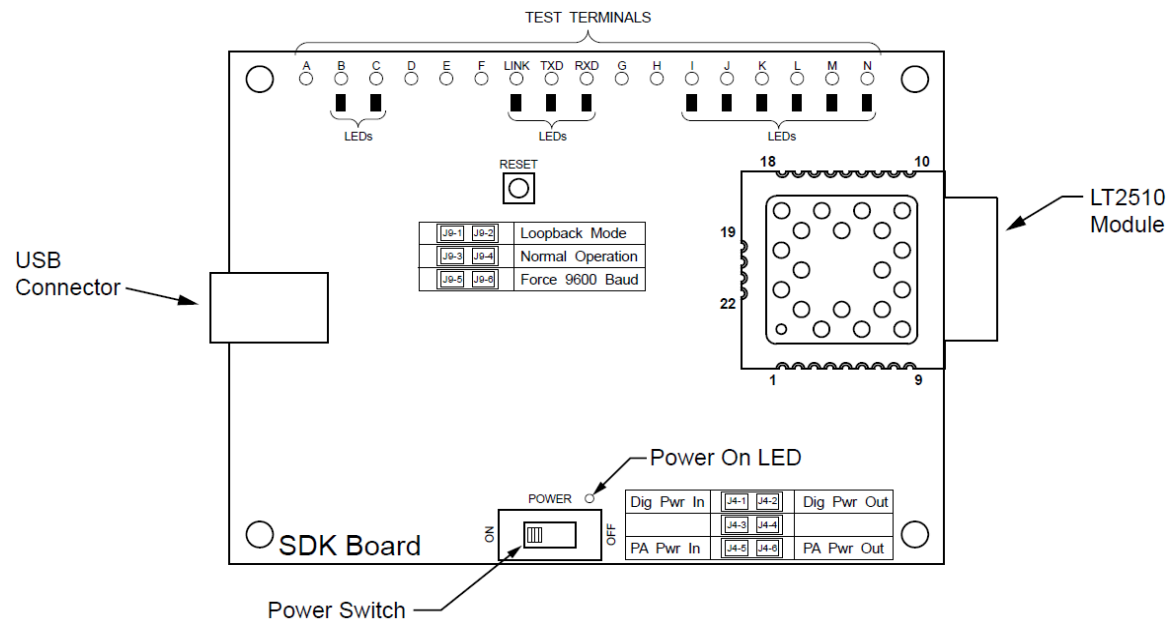 TEST TERMINALS
A B C D E F LINK TXD RXD G H I J K L M N
LEDs LEDs LEDs
RESET
18 10
LT2510
Module
J9-1 J9-2 Loopback Mode
19
J9-3 J9-4 Normal Operation
USB
Connector
J9-5 J9-6 Force 9600 Baud
22
1 9
Power On LED
POWER
Dig Pwr In J4-1 J4-2 Dig Pwr Out
ON OFF
J4-3 J4-4
SDK Board
PA Pwr In J4-5 J4-6 PA Pwr Out
Power Switch